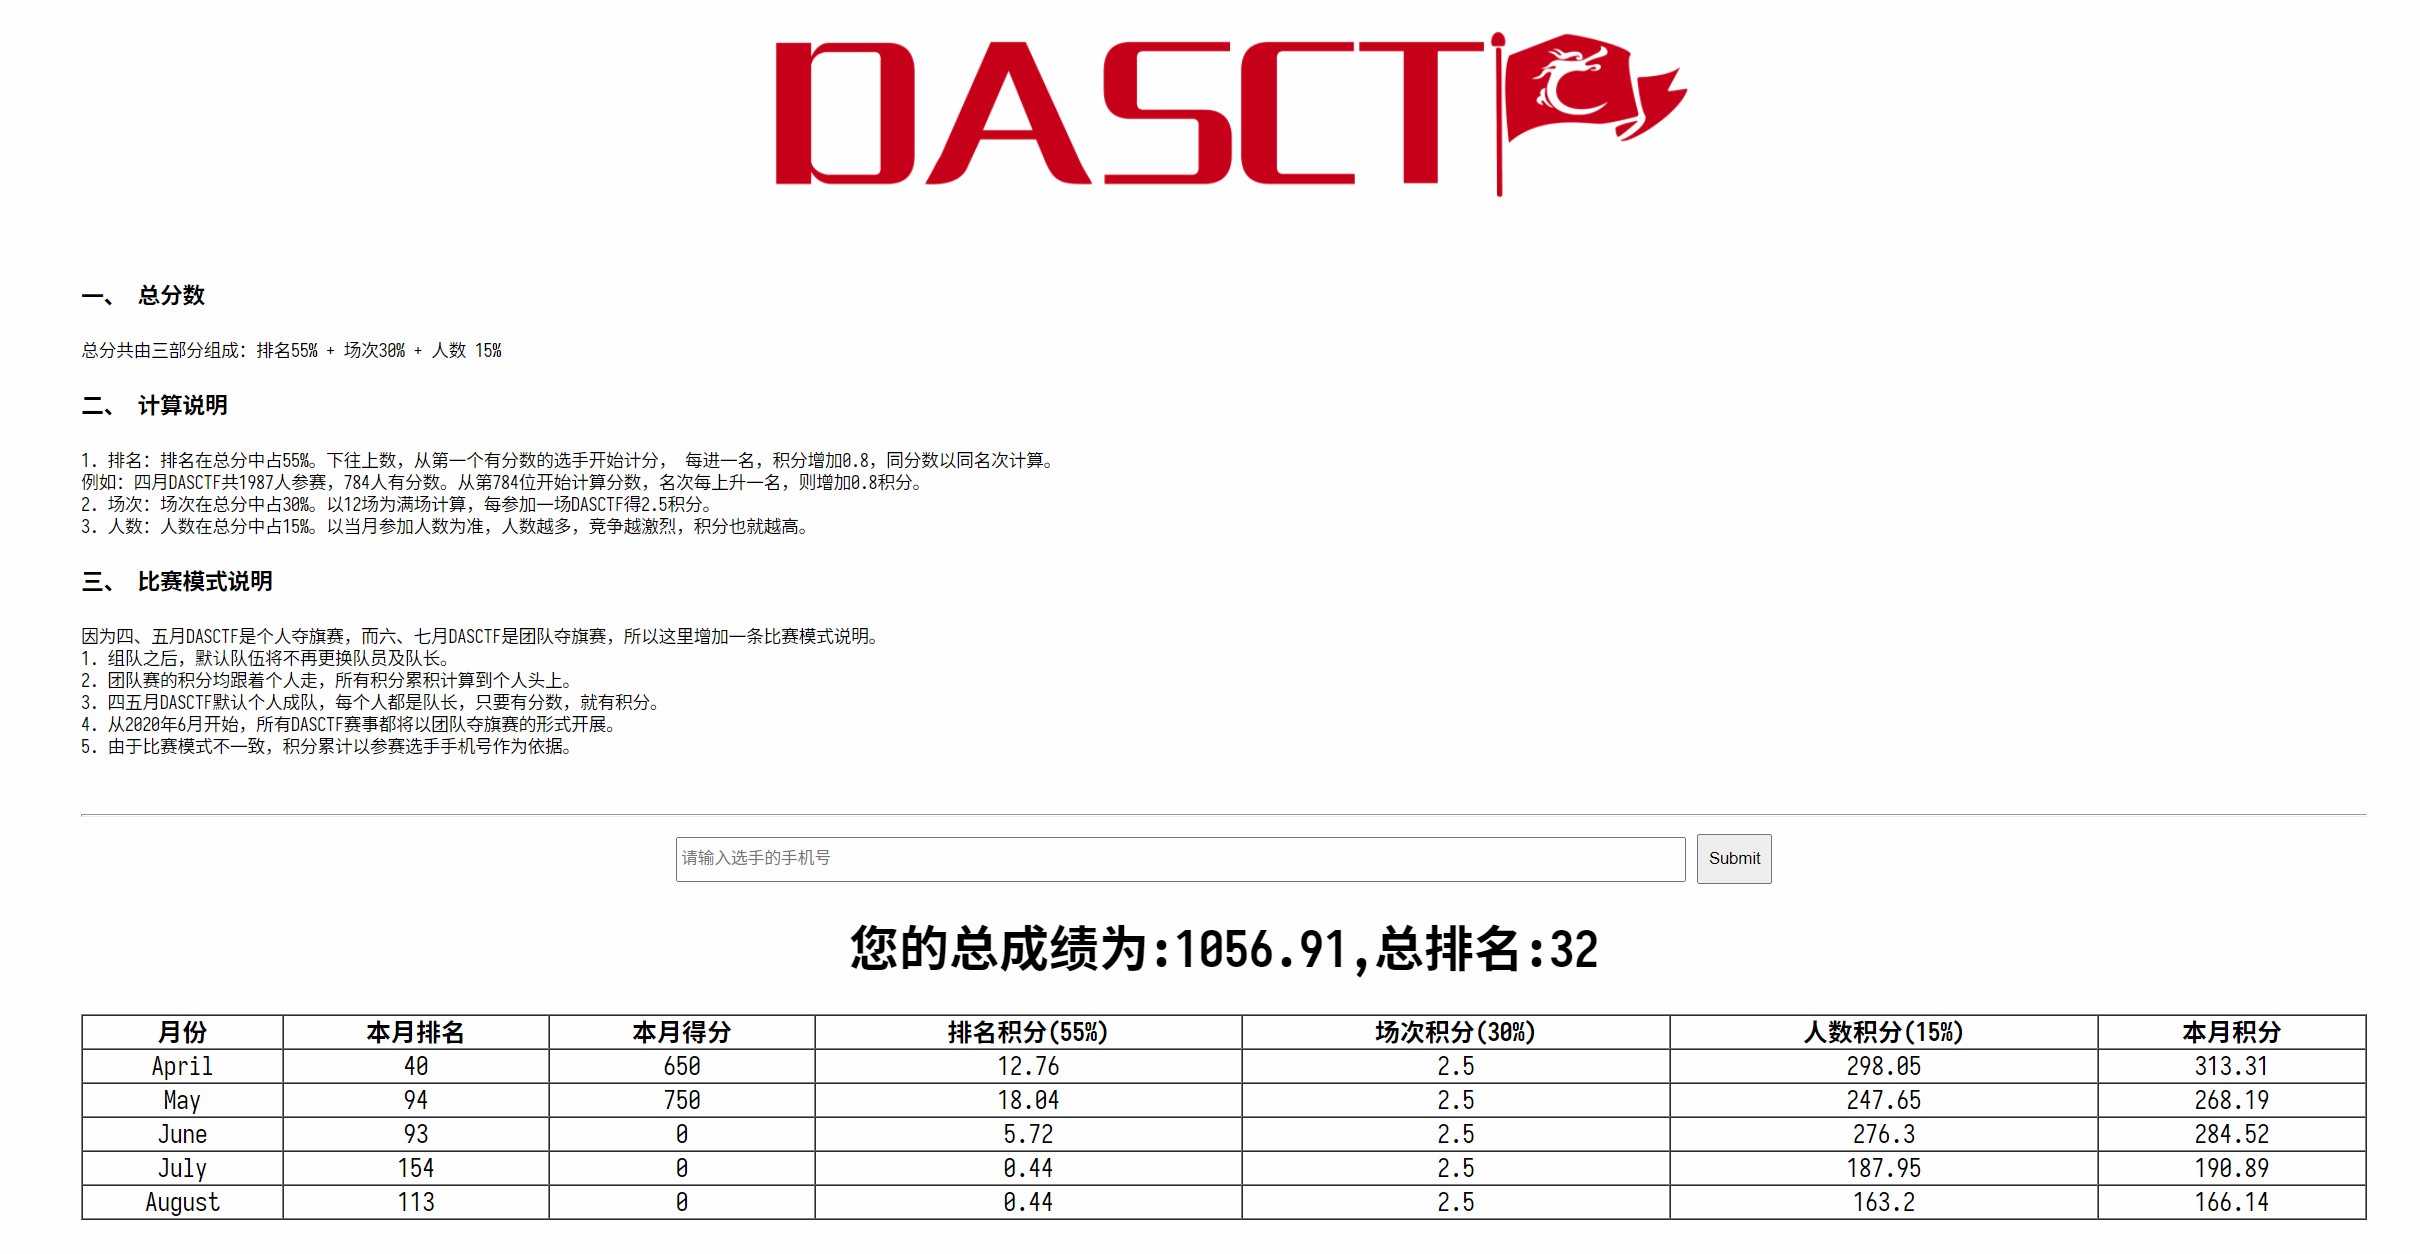 DASCT
一、 总分数
总分共由三部分组成：排名55% + 场次30% + 人数 15%
二、 计算说明
1. 排名：排名在总分中占55%。下往上数，从第一个有分数的选手开始计分， 每进一名，积分增加0.8，同分数以同名次计算。
例如：四月DASCTF共1987人参赛，784人有分数。从第784位开始计算分数，名次每上升一名，则增加0.8积分。
2. 场次：场次在总分中占30%。以12场为满场计算，每参加一场DASCTF得2.5积分。
3. 人数：人数在总分中占15%。以当月参加人数为准，人数越多，竞争越激烈，积分也就越高。
三、 比赛模式说明
因为四、五月DASCTF是个人夺旗赛，而六、七月DASCTF是团队夺旗赛，所以这里增加一条比赛模式说明。
1. 组队之后，默认队伍将不再更换队员及队长。
2. 团队赛的积分均跟着个人走，所有积分累积计算到个人头上。
3. 四五月DASCTF默认个人成队，每个人都是队长，只要有分数，就有积分。
4. 从2020年6月开始，所有DASCTF赛事都将以团队夺旗赛的形式开展。
5. 由于比赛模式不一致，积分累计以参赛选手手机号作为依据。
请输入选手的手机号 Submit
您的总成绩为:1056.91,总排名:32
月份 本月排名 本月得分 排名积分(55%) 场次积分(30%) 人数积分(15%) 本月积分
April 40 650 12.76 2.5 298.05 313.31
May 94 750 18.04 2.5 247.65 268.19
June 93 0 5.72 2.5 276.3 284.52
July 154 0 0.44 2.5 187.95 190.89
August 113 0 0.44 2.5 163.2 166.14